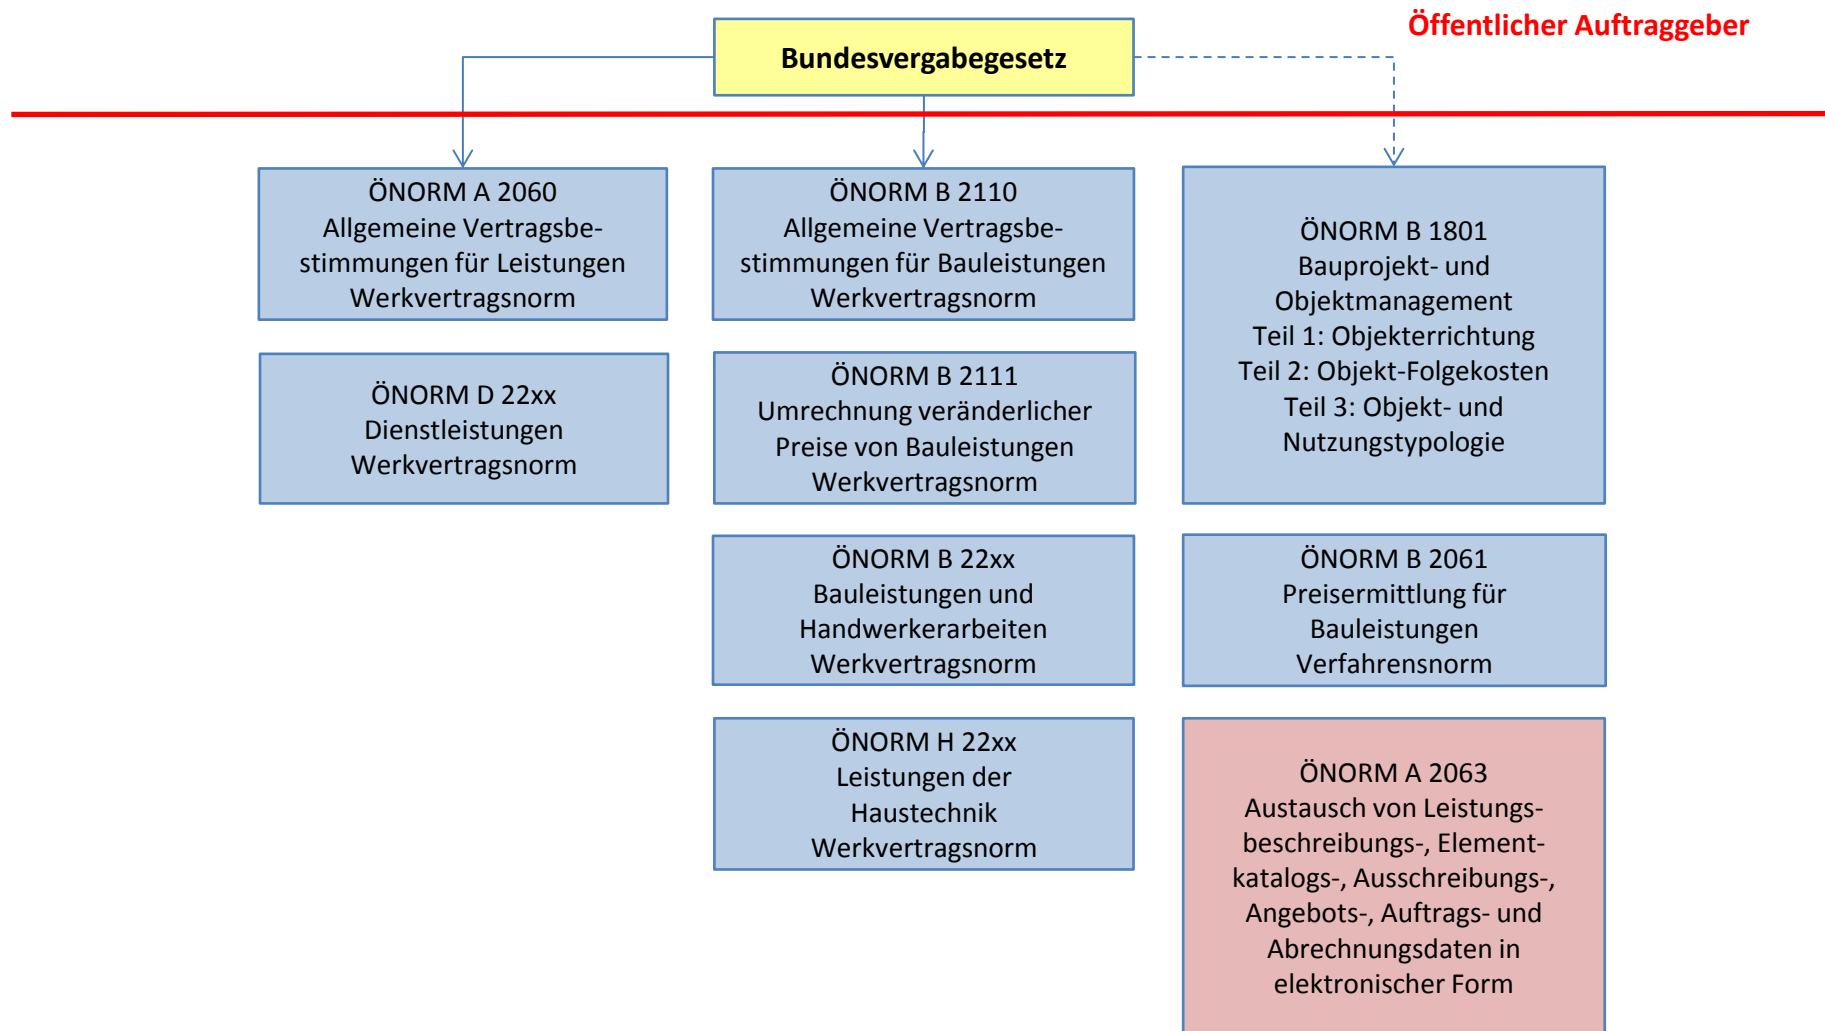 Öffentlicher Auftraggeber
Bundesvergabegesetz
ÖNORM A 2060
Allgemeine Vertragsbe-
stimmungen für Leistungen
Werkvertragsnorm
ÖNORM D 22xx
Dienstleistungen
Werkvertragsnorm
ÖNORM B 2110
Allgemeine Vertragsbe-
stimmungen für Bauleistungen
Werkvertragsnorm
ÖNORM B 2111
Umrechnung veränderlicher
Preise von Bauleistungen
Werkvertragsnorm
ÖNORM B 22xx
Bauleistungen und
Handwerkerarbeiten
Werkvertragsnorm
ÖNORM H 22xx
Leistungen der
Haustechnik
Werkvertragsnorm
ÖNORM B 1801
Bauprojekt- und
Objektmanagement
Teil 1: Objekterrichtung
Teil 2: Objekt-Folgekosten
Teil 3: Objekt- und
Nutzungstypologie
ÖNORM B 2061
Preisermittlung für
Bauleistungen
Verfahrensnorm
ÖNORM A 2063
Austausch von Leistungs-
beschreibungs-, Element-
katalogs-, Ausschreibungs-,
Angebots-, Auftrags- und
Abrechnungsdaten in
elektronischer Form